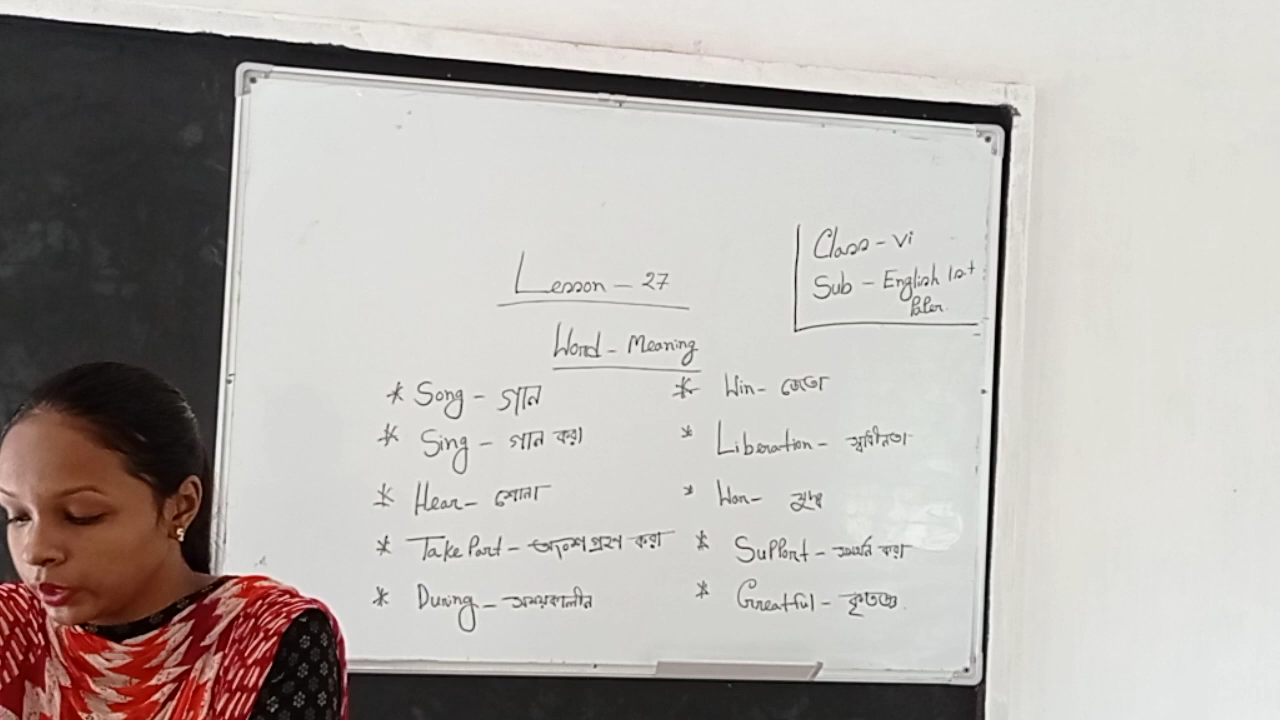 Class - vi
Sub - English 1st
Paper
Lesson - 27
Word - Meaning
* Song - গান
* Sing - গান করা
* Hear - শোনা
* Take Part - অংশগ্রহণ করা
* During - সময়কালীন
* Win - জেতা
* Liberation - স্বাধীনতা
* War - যুদ্ধ
* Support - সমর্থন করা
* Greatful - কৃতজ্ঞ